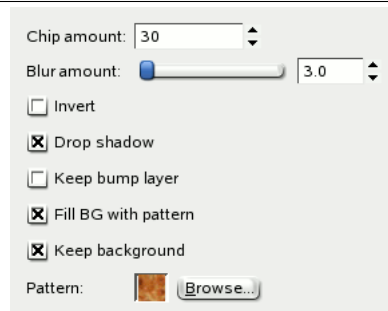 Chip amount: 30
Blur amount: 3.0
Invert
Drop shadow
Keep bump layer
Fill BG with pattern
Keep background
Pattern: Browse...